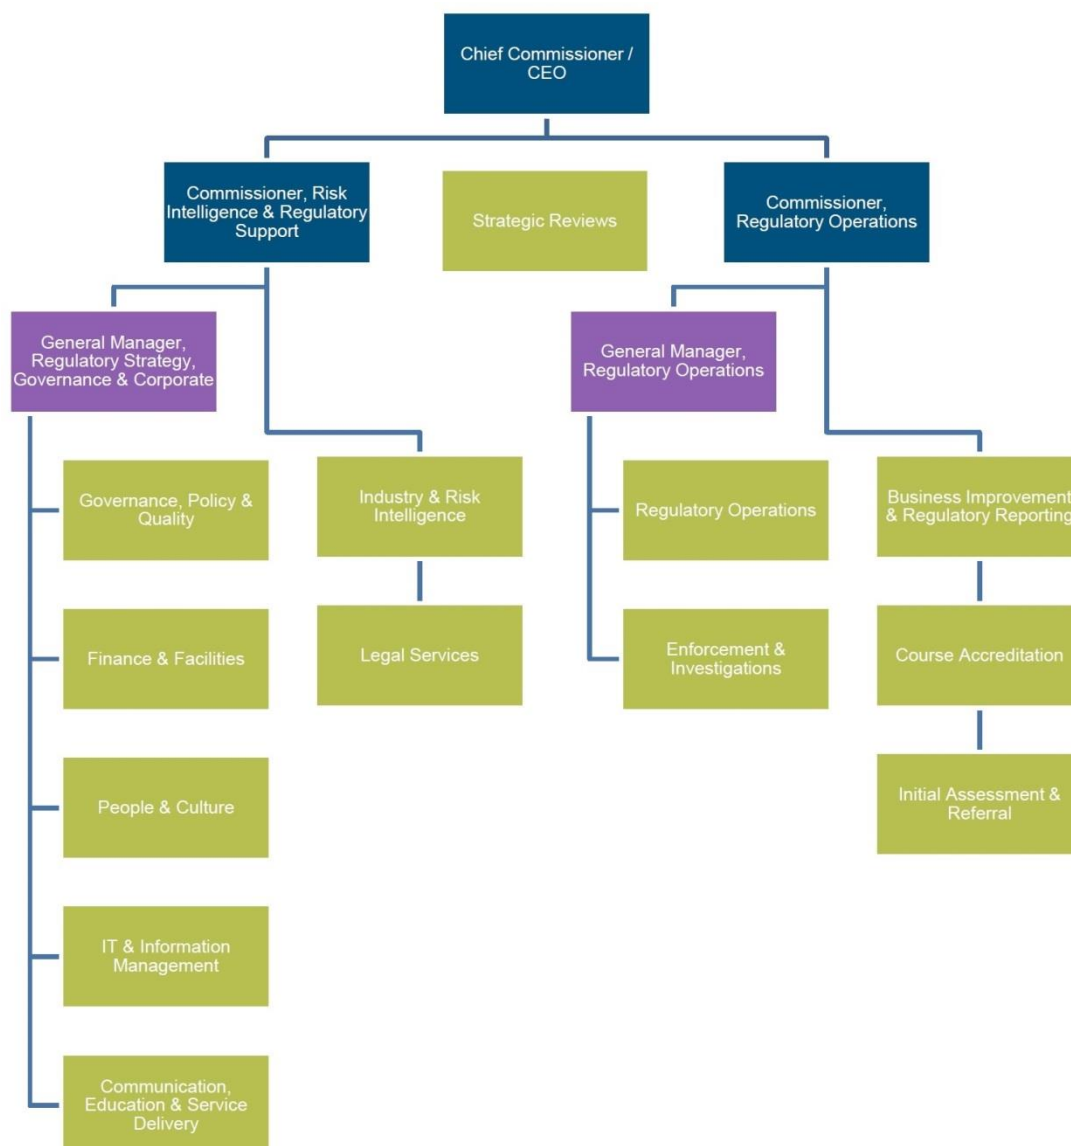 Chief Commissioner /
CEO
Commissioner, Risk
Intelligence & Regulatory
Support
Strategic Reviews
Commissioner,
Regulatory Operations
General Manager,
Regulatory Strategy,
Governance & Corporate
General Manager,
Regulatory Operations
Governance, Policy &
Quality
Industry & Risk
Intelligence
Regulatory Operations
Business Improvement
& Regulatory Reporting
Finance & Facilities
Legal Services
Enforcement &
Investigations
Course Accreditation
People & Culture
Initial Assessment &
Referral
IT & Information
Management
Communication,
Education & Service
Delivery